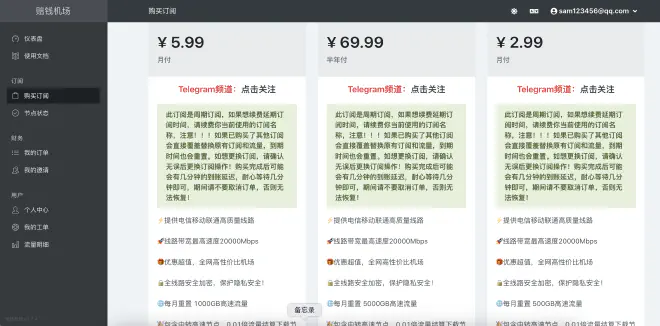 赔钱机场
购买订阅
sam123456@qq.com
仪表盘
使用文档
订阅
购买订阅
节点状态
财务
我的订单
我的邀请
用户
个人中心
我的工单
流量明细
¥ 5.99
月付
Telegram频道：点击关注
此订阅是周期订阅，如果想续费延期订
阅时间，请续费你当前使用的订阅名
称，注意！！！如果已购买了其他订阅
会直接覆盖替换原有订阅和流量，到期
时间也会重置，如想更换订阅，请确认
无误后更换订阅操作！购买完成后可能
会有几分钟的到账延迟，耐心等待几分
钟即可，期间请不要取消订单，否则无
法恢复！
⚡提供电信移动联通高质量线路
🚀线路带宽最高速度20000Mbps
🎁优惠超值，全网高性价比机场
🔒全线路安全加密，保护隐私安全！
🌐每月重置 1000GB高速流量
¥ 69.99
半年付
Telegram频道：点击关注
此订阅是周期订阅，如果想续费延期订
阅时间，请续费你当前使用的订阅名
称，注意！！！如果已购买了其他订阅
会直接覆盖替换原有订阅和流量，到期
时间也会重置，如想更换订阅，请确认
无误后更换订阅操作！购买完成后可能
会有几分钟的到账延迟，耐心等待几分
钟即可，期间请不要取消订单，否则无
法恢复！
⚡提供电信移动联通高质量线路
🚀线路带宽最高速度20000Mbps
🎁优惠超值，全网高性价比机场
🔒全线路安全加密，保护隐私安全！
🌐每月重置 5000GB高速流量
¥ 2.99
月付
Telegram频道：点击关注
此订阅是周期订阅，如果想续费延期订
阅时间，请续费你当前使用的订阅名
称，注意！！！如果已购买了其他订阅
会直接覆盖替换原有订阅和流量，到期
时间也会重置，如想更换订阅，请确认
无误后更换订阅操作！购买完成后可能
会有几分钟的到账延迟，耐心等待几分
钟即可，期间请不要取消订单，否则无
法恢复！
⚡提供电信移动联通高质量线路
🚀线路带宽最高速度20000Mbps
🎁优惠超值，全网高性价比机场
🔒全线路安全加密，保护隐私安全！
🌐每月重置 500GB高速流量
备忘录